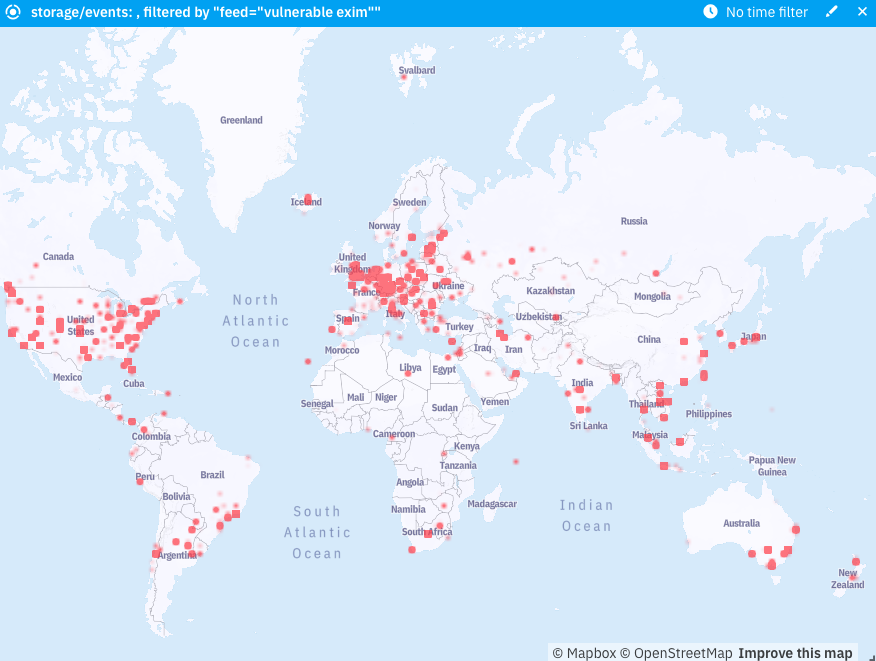 storage/events: , filtered by "feed="vulnerable exim""
No time filter
Svalbard
Greenland
Iceland
Sweden
Norway
Russia
Canada
United
Kingdom
France
Ukraine
Kazakhstan
Mongolia
North
Atlantic
Ocean
United
States
Spain
Italy
Turkey
Uzbekistan
China
Japan
Morocco
Iraq
Iran
Libya
Egypt
Mexico
Cuba
India
Senegal
Mali
Niger
Sudan
Yemen
Thailand
Philippines
Sri Lanka
Colombia
Cameroon
Malaysia
Kenya
Tanzania
Papua New
Guinea
Peru
Brazil
Angola
Bolivia
Namibia
Madagascar
South
Atlantic
Ocean
Indian
Ocean
Australia
South Africa
Argentina
New
Zealand
© Mapbox © OpenStreetMap Improve this map